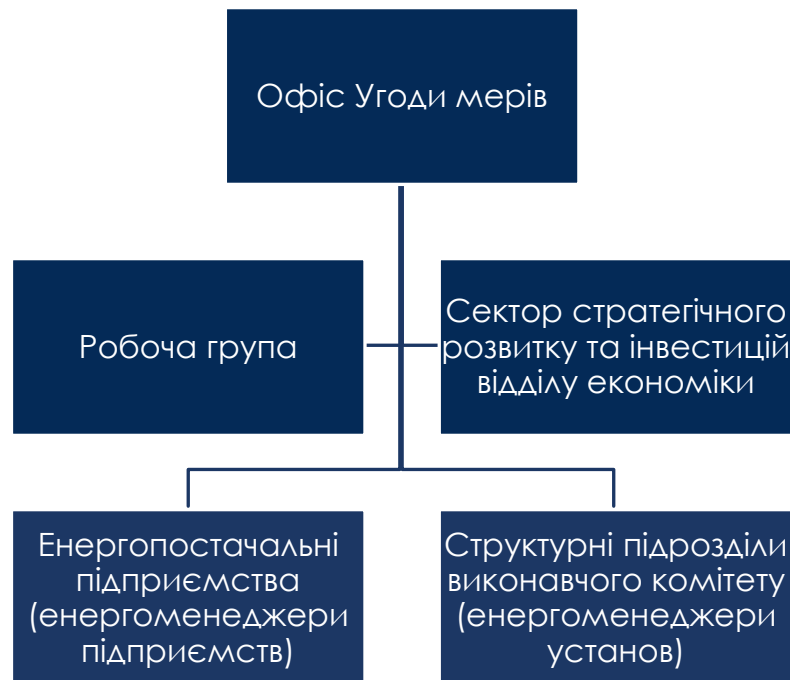 Офіс Угоди мерів
Робоча група
Сектор стратегічного
розвитку та інвестицій
відділу економіки
Енергопостачальні
підприємства
(енергоменеджери
підприємств)
Структурні підрозділи
виконавчого комітету
(енергоменеджери
установ)